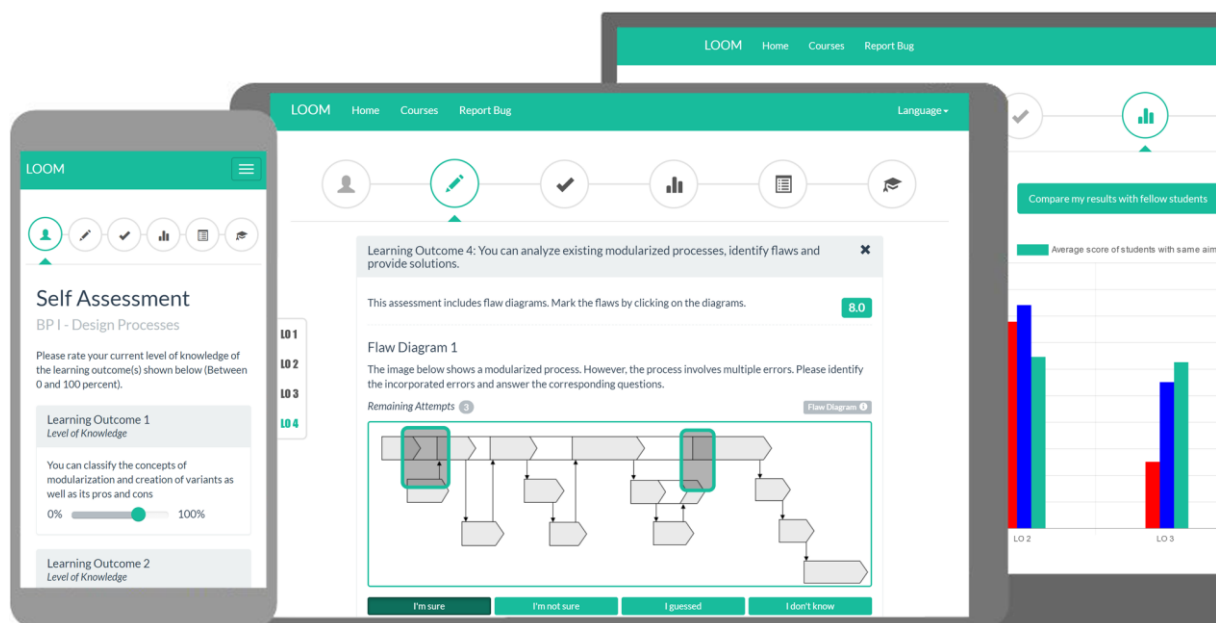 LOOM
Self Assessment
BP I - Design Processes
Please rate your current level of knowledge of
the learning outcome(s) shown below (Between
0 and 100 percent).
Learning Outcome 1
Level of Knowledge
You can classify the concepts of
modularization and creation of variants as
well as its pros and cons
0% 100%
Learning Outcome 2
Level of Knowledge
LOOM Home Courses Report Bug Language
LO 1
LO 2
LO 3
LO 4
Learning Outcome 4: You can analyze existing modularized processes, identify flaws and
provide solutions.
This assessment includes flaw diagrams. Mark the flaws by clicking on the diagrams.
8.0
Flaw Diagram 1
The image below shows a modularized process. However, the process involves multiple errors. Please identify
the incorporated errors and answer the corresponding questions.
Remaining Attempts 3
Flaw Diagram
I'm sure I'm not sure I guessed I don't know
LOOM Home Courses Report Bug
Compare my results with fellow students
Average score of students with same aim
LO 2 LO 3